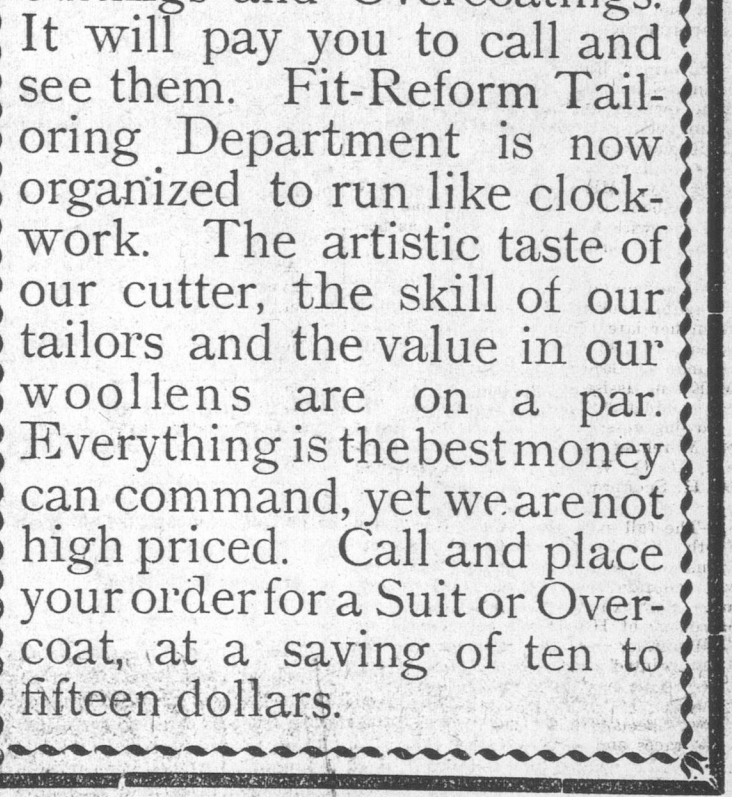 and Overcoatings.
It will pay you to call and
see them. Fit-Reform Tail-
oring Department is now
organized to run like clock-
work. The artistic taste of
our cutter, the skill of our
tailors and the value in our
woollens are on a par.
Everything is the best money
can command, yet we are not
high priced. Call and place
your order for a Suit or Over-
coat, at a saving of ten to
fifteen dollars.